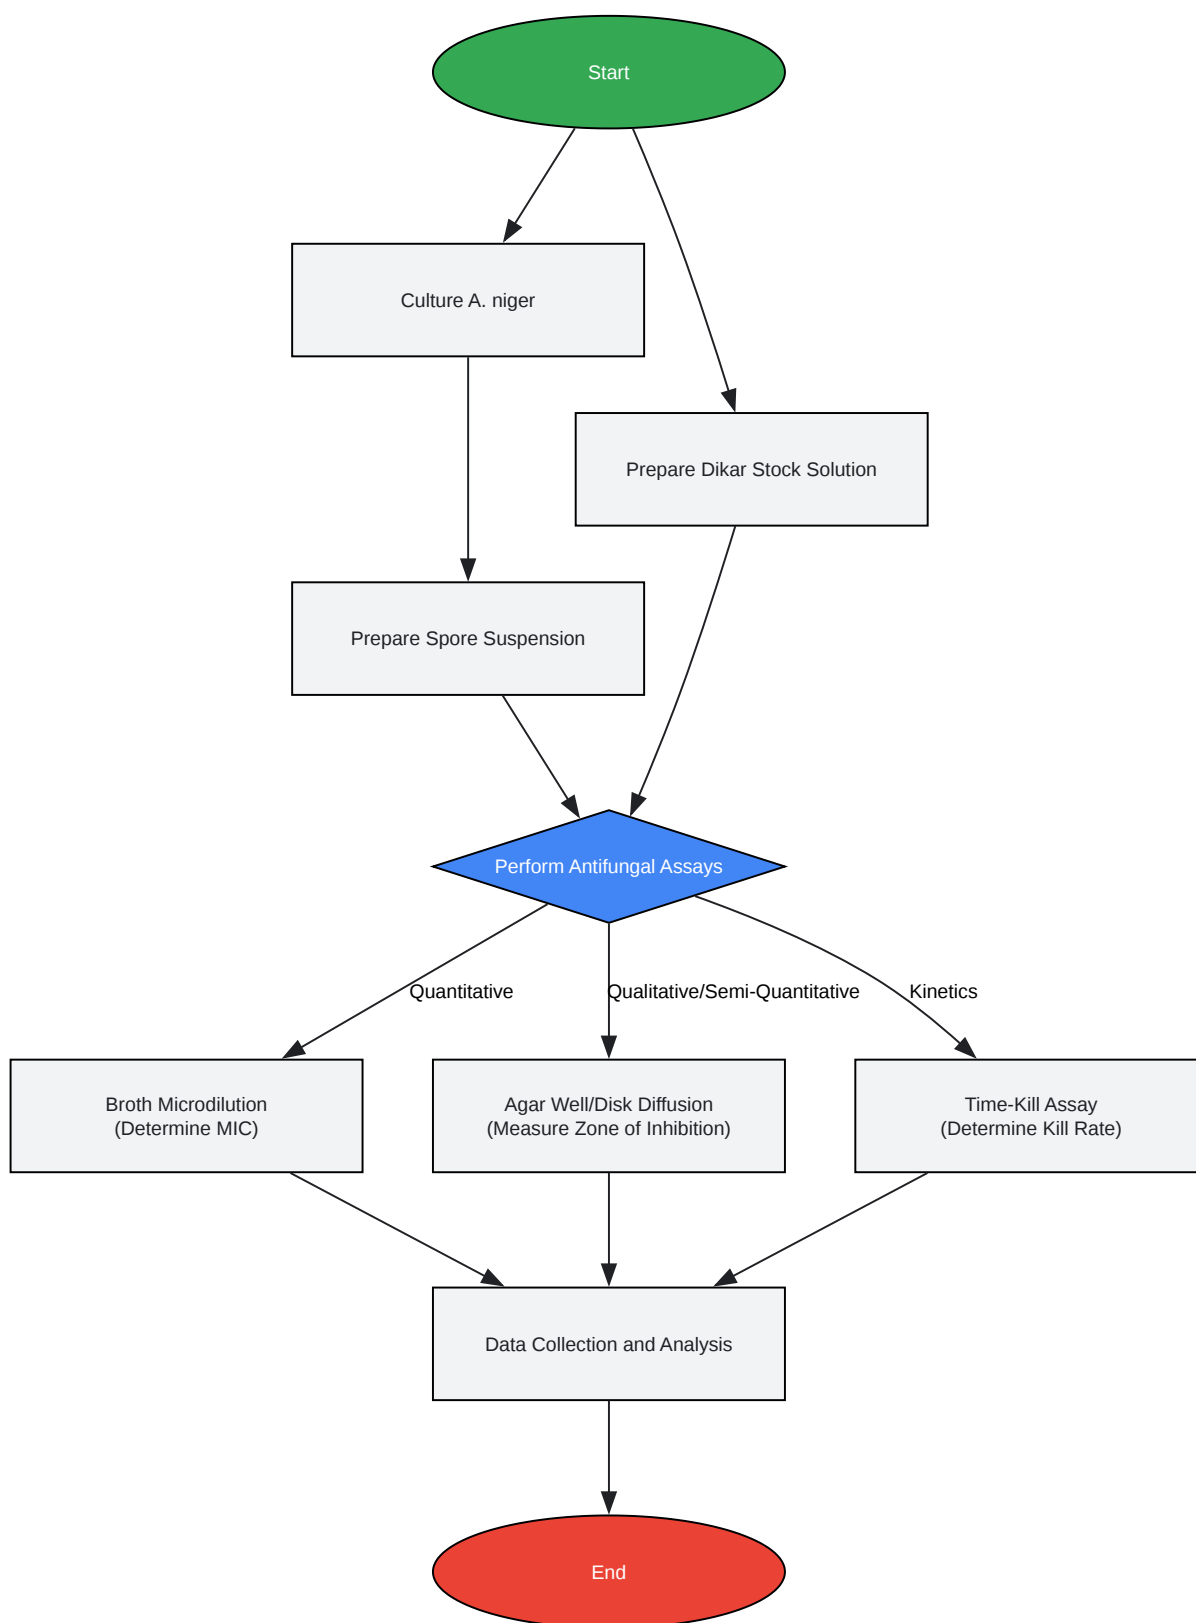 Start
Culture A. niger
Prepare Dikar Stock Solution
Prepare Spore Suspension
Perform Antifungal Assays
Quantitative
Qualitative/Semi-Quantitative
Kinetics
Broth Microdilution
(Determine MIC)
Agar Well/Disk Diffusion
(Measure Zone of Inhibition)
Time-Kill Assay
(Determine Kill Rate)
Data Collection and Analysis
End